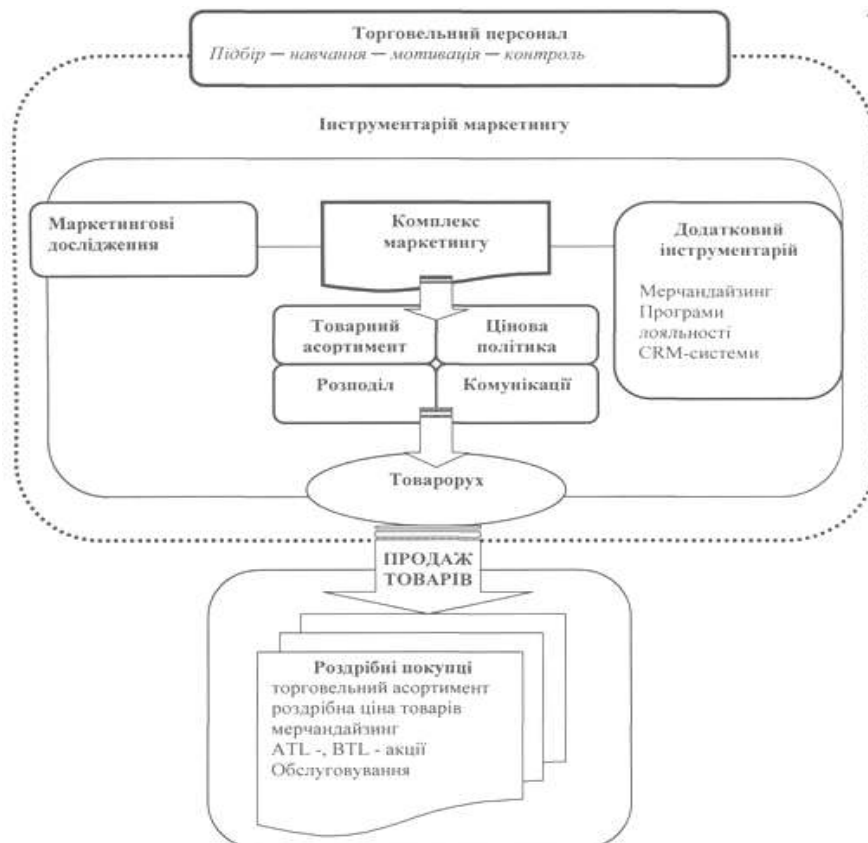 Торговельний персонал
Підбір — навчання — мотивація — контроль
Інструментарій маркетингу
Маркетингові
дослідження
Комплекс
маркетингу
Додатковий
інструментарій
Мерчандайзинг
Програми
лояльності
CRM-системи
Товарний
асортимент
Цінова
політика
Розподіл
Комунікації
Товарорух
ПРОДАЖ
ТОВАРІВ
Роздрібні покупці
торговельний асортимент
роздрібна ціна товарів
мерчандайзинг
ATL -, BTL - акції
Обслуговування